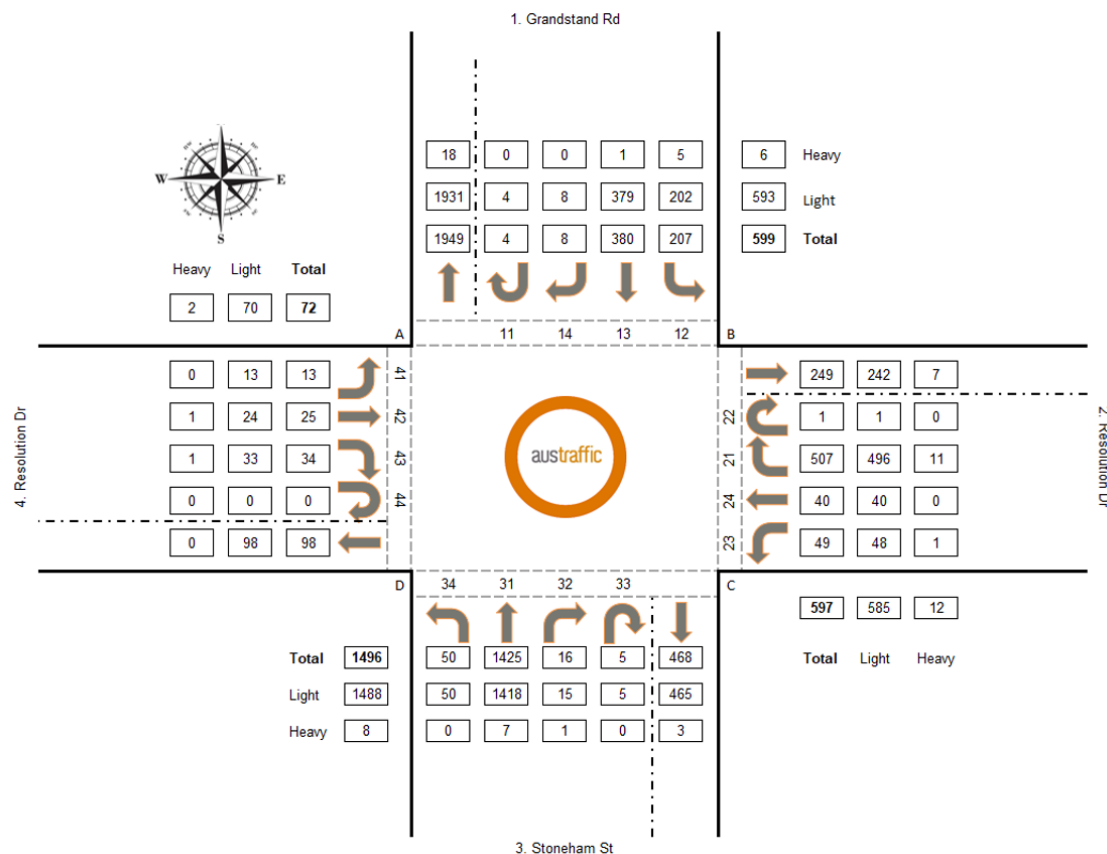 1. Grandstand Rd
18 0 0 1 5 6 Heavy
1931 4 8 379 202 593 Light
1949 4 8 380 207 599 Total
N
W E
S
Heavy Light Total
2 70 72
A 11 14 13 12 B
0 13 13 41
1 24 25 42
1 33 34 43
0 0 0 44
0 98 98
4. Resolution Dr
austraffic
249 242 7
22 1 1 0
21 507 496 11
24 40 40 0
23 49 48 1
2. Resolution Dr
D 34 31 32 33 C
597 585 12
Total Light Heavy
Total 1496 50 1425 16 5 468
Light 1488 50 1418 15 5 465
Heavy 8 0 7 1 0 3
3. Stoneham St